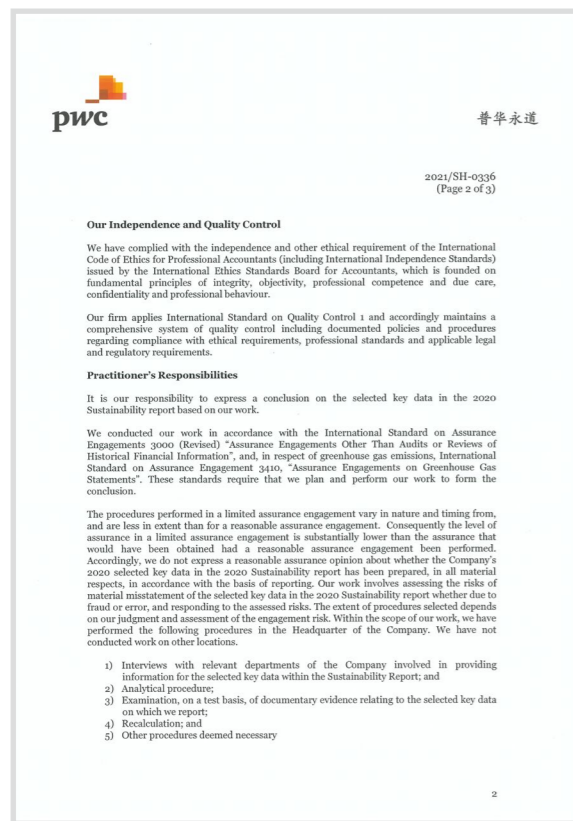 pwc
普华永道
2021/SH-0336
(Page 2 of 3)
Our Independence and Quality Control
We have complied with the independence and other ethical requirement of the International
Code of Ethics for Professional Accountants (including International Independence Standards)
issued by the International Ethics Standards Board for Accountants, which is founded on
fundamental principles of integrity, objectivity, professional competence and due care,
confidentiality and professional behaviour.
Our firm applies International Standard on Quality Control 1 and accordingly maintains a
comprehensive system of quality control including documented policies and procedures
regarding compliance with ethical requirements, professional standards and applicable legal
and regulatory requirements.
Practitioner's Responsibilities
It is our responsibility to express a conclusion on the selected key data in the 2020
Sustainability report based on our work.
We conducted our work in accordance with the International Standard on Assurance
Engagements 3000 (Revised) “Assurance Engagements Other Than Audits or Reviews of
Historical Financial Information”, and, in respect of greenhouse gas emissions, International
Standard on Assurance Engagement 3410, “Assurance Engagements on Greenhouse Gas
Statements”. These standards require that we plan and perform our work to form the
conclusion.
The procedures performed in a limited assurance engagement vary in nature and timing from,
and are less in extent than for a reasonable assurance engagement. Consequently the level of
assurance in a limited assurance engagement is substantially lower than the assurance that
would have been obtained had a reasonable assurance engagement been performed.
Accordingly, we do not express a reasonable assurance opinion about whether the Company's
2020 selected key data in the 2020 Sustainability report has been prepared, in all material
respects, in accordance with the basis of reporting. Our work involves assessing the risks of
material misstatement of the selected key data in the 2020 Sustainability report whether due to
fraud or error, and responding to the assessed risks. The extent of procedures selected depends
on our judgment and assessment of the engagement risk. Within the scope of our work, we have
performed the following procedures in the Headquarter of the Company. We have not
conducted work on other locations.
1) Interviews with relevant departments of the Company involved in providing
information for the selected key data within the Sustainability Report; and
2) Analytical procedure;
3) Examination, on a test basis, of documentary evidence relating to the selected key data
on which we report;
4) Recalculation; and
5) Other procedures deemed necessary
2